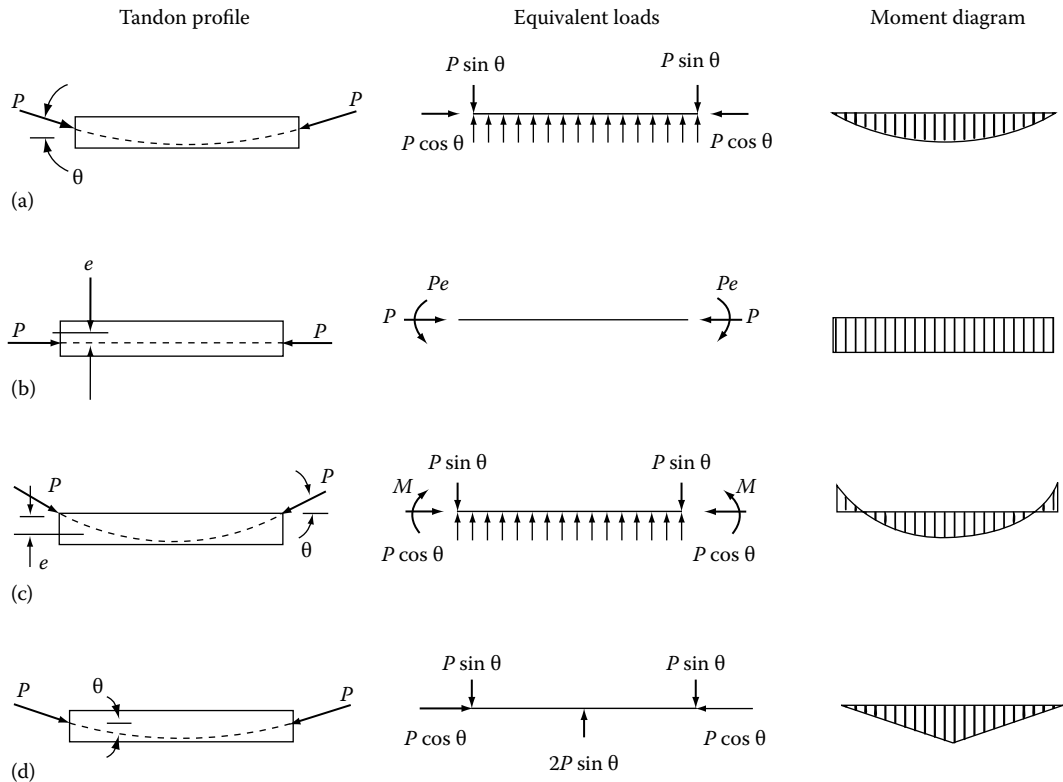 Tandon profile Equivalent loads Moment diagram
P sin θ P sin θ
P P
θ
P cos θ P cos θ
(a)
e
Pe Pe
P P P P
(b)
P sin θ P sin θ
P P M M
e θ P cos θ P cos θ
(c)
P sin θ P sin θ
P θ P
P cos θ P cos θ
2P sin θ
(d)